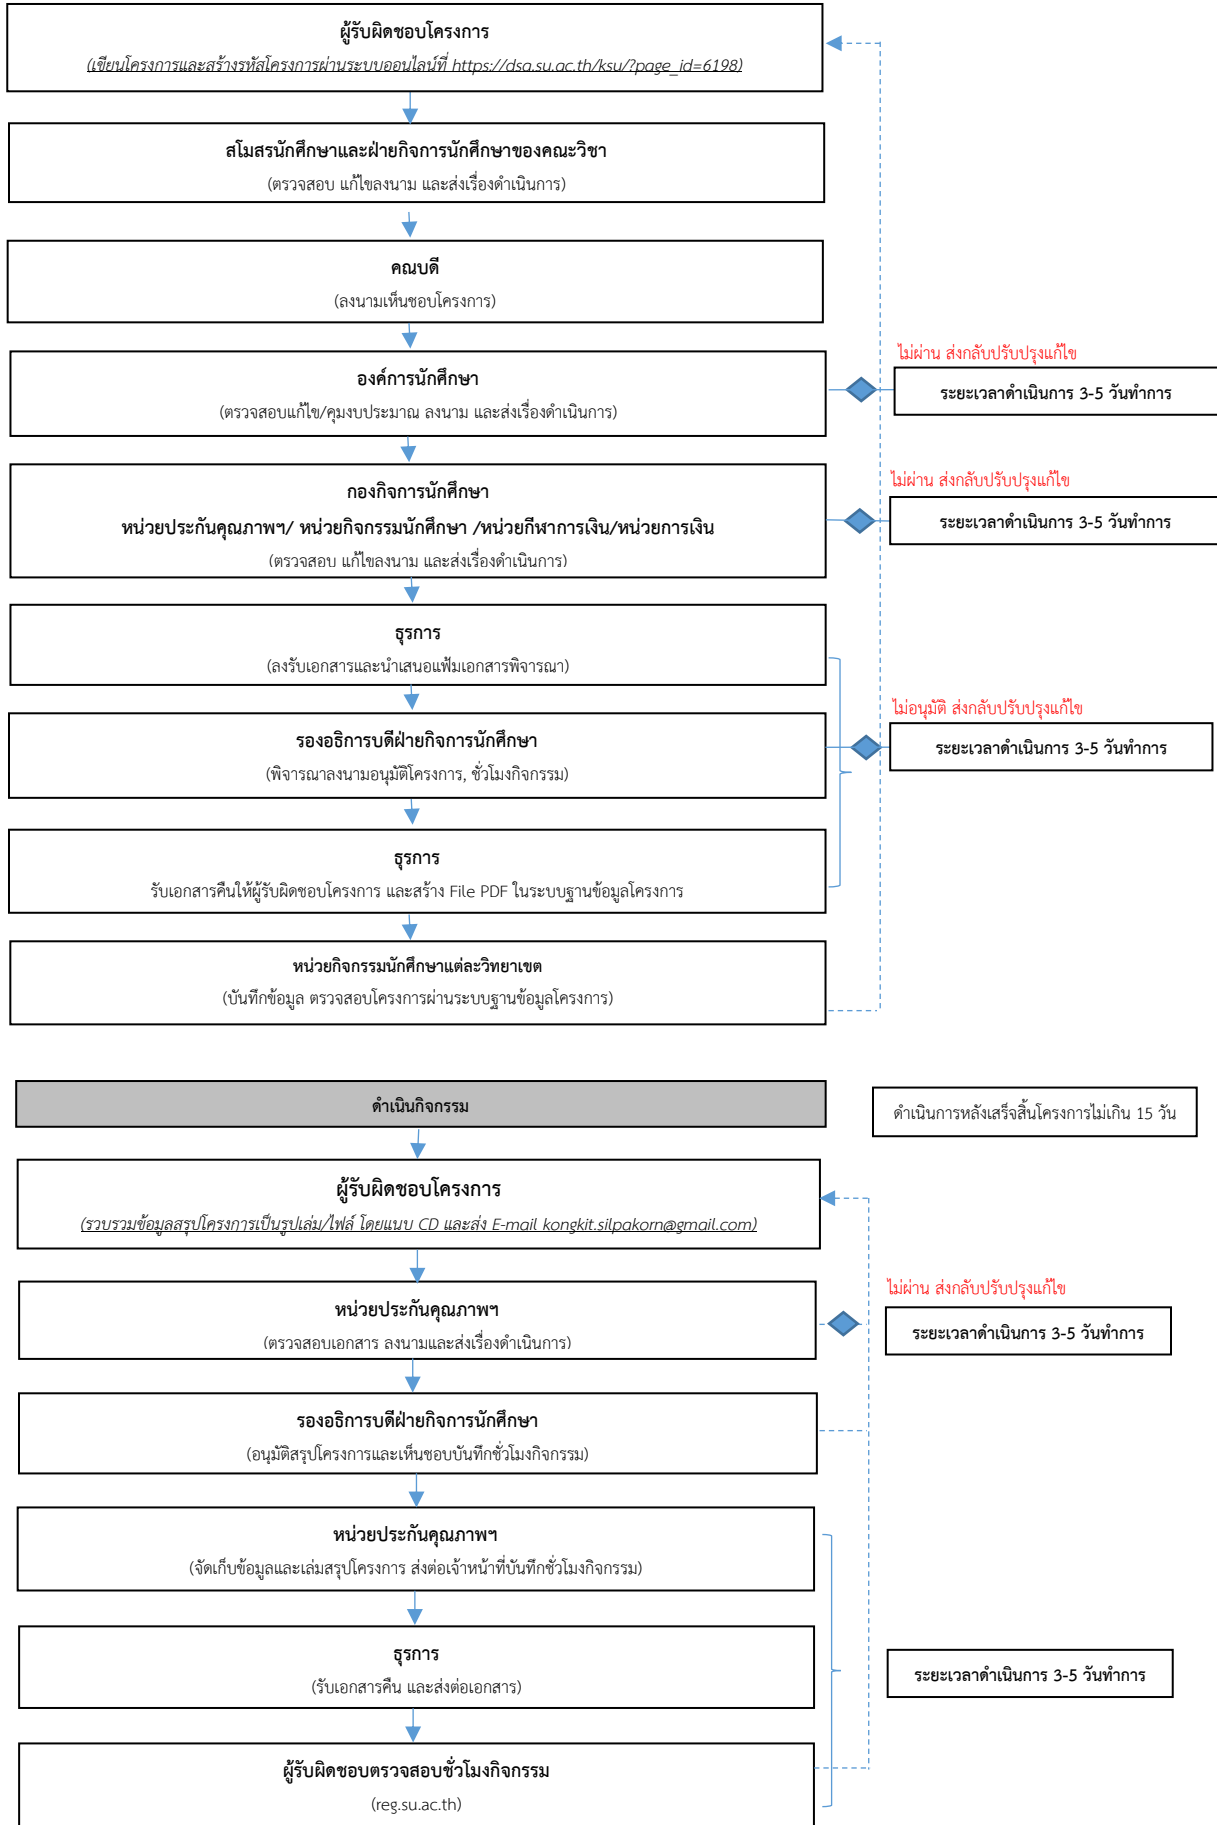 ผู้รับผิดชอบโครงการ
(เขียนโครงการและสร้างรหัสโครงการผ่านระบบออนไลน์ที่ https://dsa.su.ac.th/ksu/?page_id=6198)
สโมสรนักศึกษาและฝ่ายกิจการนักศึกษาของคณะวิชา
(ตรวจสอบ แก้ไขลงนาม และส่งเรื่องดำเนินการ)
คณบดี
(ลงนามเห็นชอบโครงการ)
องค์การนักศึกษา
(ตรวจสอบแก้ไข/คุมงบประมาณ ลงนาม และส่งเรื่องดำเนินการ)
ไม่ผ่าน ส่งกลับปรับปรุงแก้ไข
ระยะเวลาดำเนินการ 3-5 วันทำการ
กองกิจการนักศึกษา
หน่วยประกันคุณภาพฯ/ หน่วยกิจกรรมนักศึกษา /หน่วยกีฬาการเงิน/หน่วยการเงิน
(ตรวจสอบ แก้ไขลงนาม และส่งเรื่องดำเนินการ)
ไม่ผ่าน ส่งกลับปรับปรุงแก้ไข
ระยะเวลาดำเนินการ 3-5 วันทำการ
ธุรการ
(ลงรับเอกสารและนำเสนอแฟ้มเอกสารพิจารณา)
รองอธิการบดีฝ่ายกิจการนักศึกษา
(พิจารณาลงนามอนุมัติโครงการ, ชั่วโมงกิจกรรม)
ไม่อนุมัติ ส่งกลับปรับปรุงแก้ไข
ระยะเวลาดำเนินการ 3-5 วันทำการ
ธุรการ
รับเอกสารคืนให้ผู้รับผิดชอบโครงการ และสร้าง File PDF ในระบบฐานข้อมูลโครงการ
หน่วยกิจกรรมนักศึกษาแต่ละวิทยาเขต
(บันทึกข้อมูล ตรวจสอบโครงการผ่านระบบฐานข้อมูลโครงการ)
ดำเนินกิจกรรม
ดำเนินการหลังเสร็จสิ้นโครงการไม่เกิน 15 วัน
ผู้รับผิดชอบโครงการ
(รวบรวมข้อมูลสรุปโครงการเป็นรูปเล่ม/ไฟล์ โดยแนบ CD และส่ง E-mail kongkit.silpakorn@gmail.com)
หน่วยประกันคุณภาพฯ
(ตรวจสอบเอกสาร ลงนามและส่งเรื่องดำเนินการ)
ไม่ผ่าน ส่งกลับปรับปรุงแก้ไข
ระยะเวลาดำเนินการ 3-5 วันทำการ
รองอธิการบดีฝ่ายกิจการนักศึกษา
(อนุมัติสรุปโครงการและเห็นชอบบันทึกชั่วโมงกิจกรรม)
หน่วยประกันคุณภาพฯ
(จัดเก็บข้อมูลและเล่มสรุปโครงการ ส่งต่อเจ้าหน้าที่บันทึกชั่วโมงกิจกรรม)
ธุรการ
(รับเอกสารคืน และส่งต่อเอกสาร)
ระยะเวลาดำเนินการ 3-5 วันทำการ
ผู้รับผิดชอบตรวจสอบชั่วโมงกิจกรรม
(reg.su.ac.th)